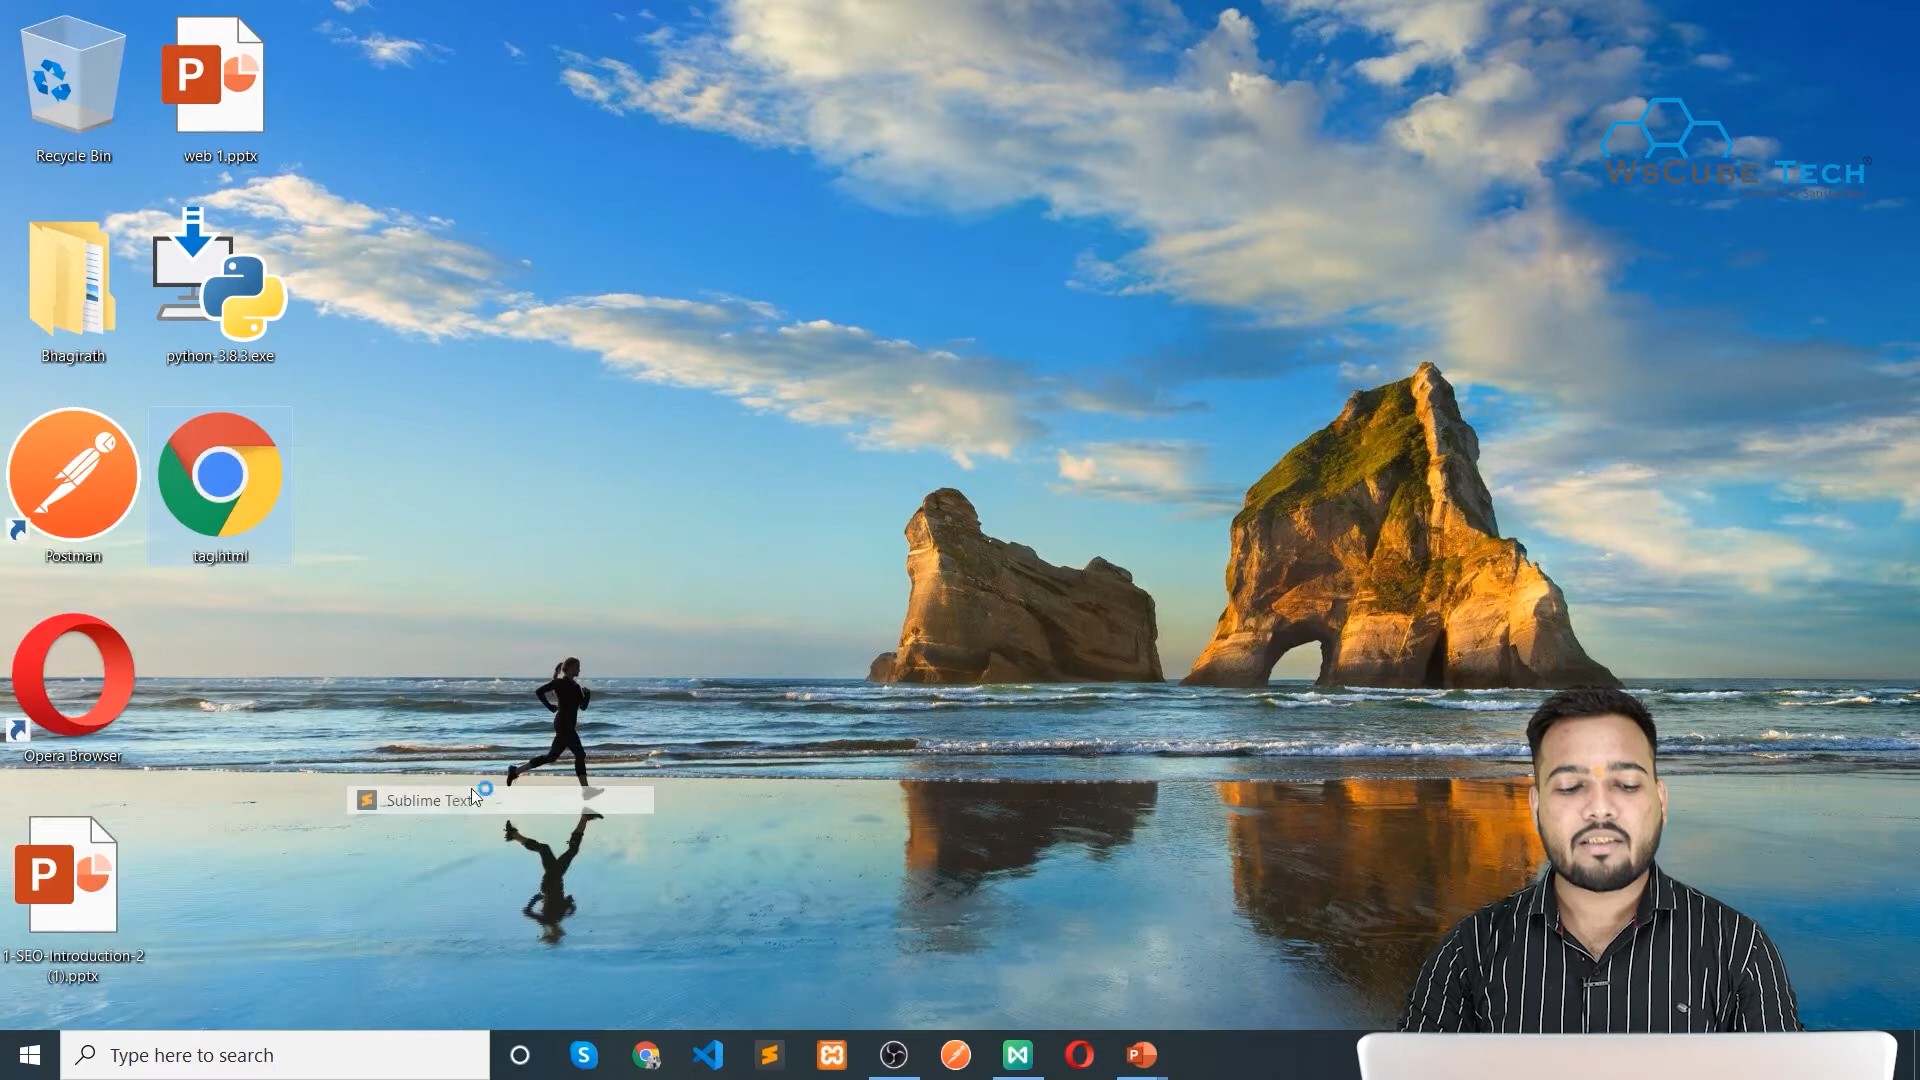 Recycle Bin
web 1.pptx
WsCube Tech
Bhagirath
python-3.8.3.exe
Postman
tag.html
Opera Browser
Sublime Text
1-SEO-Introduction-2
(1).pptx
Type here to search